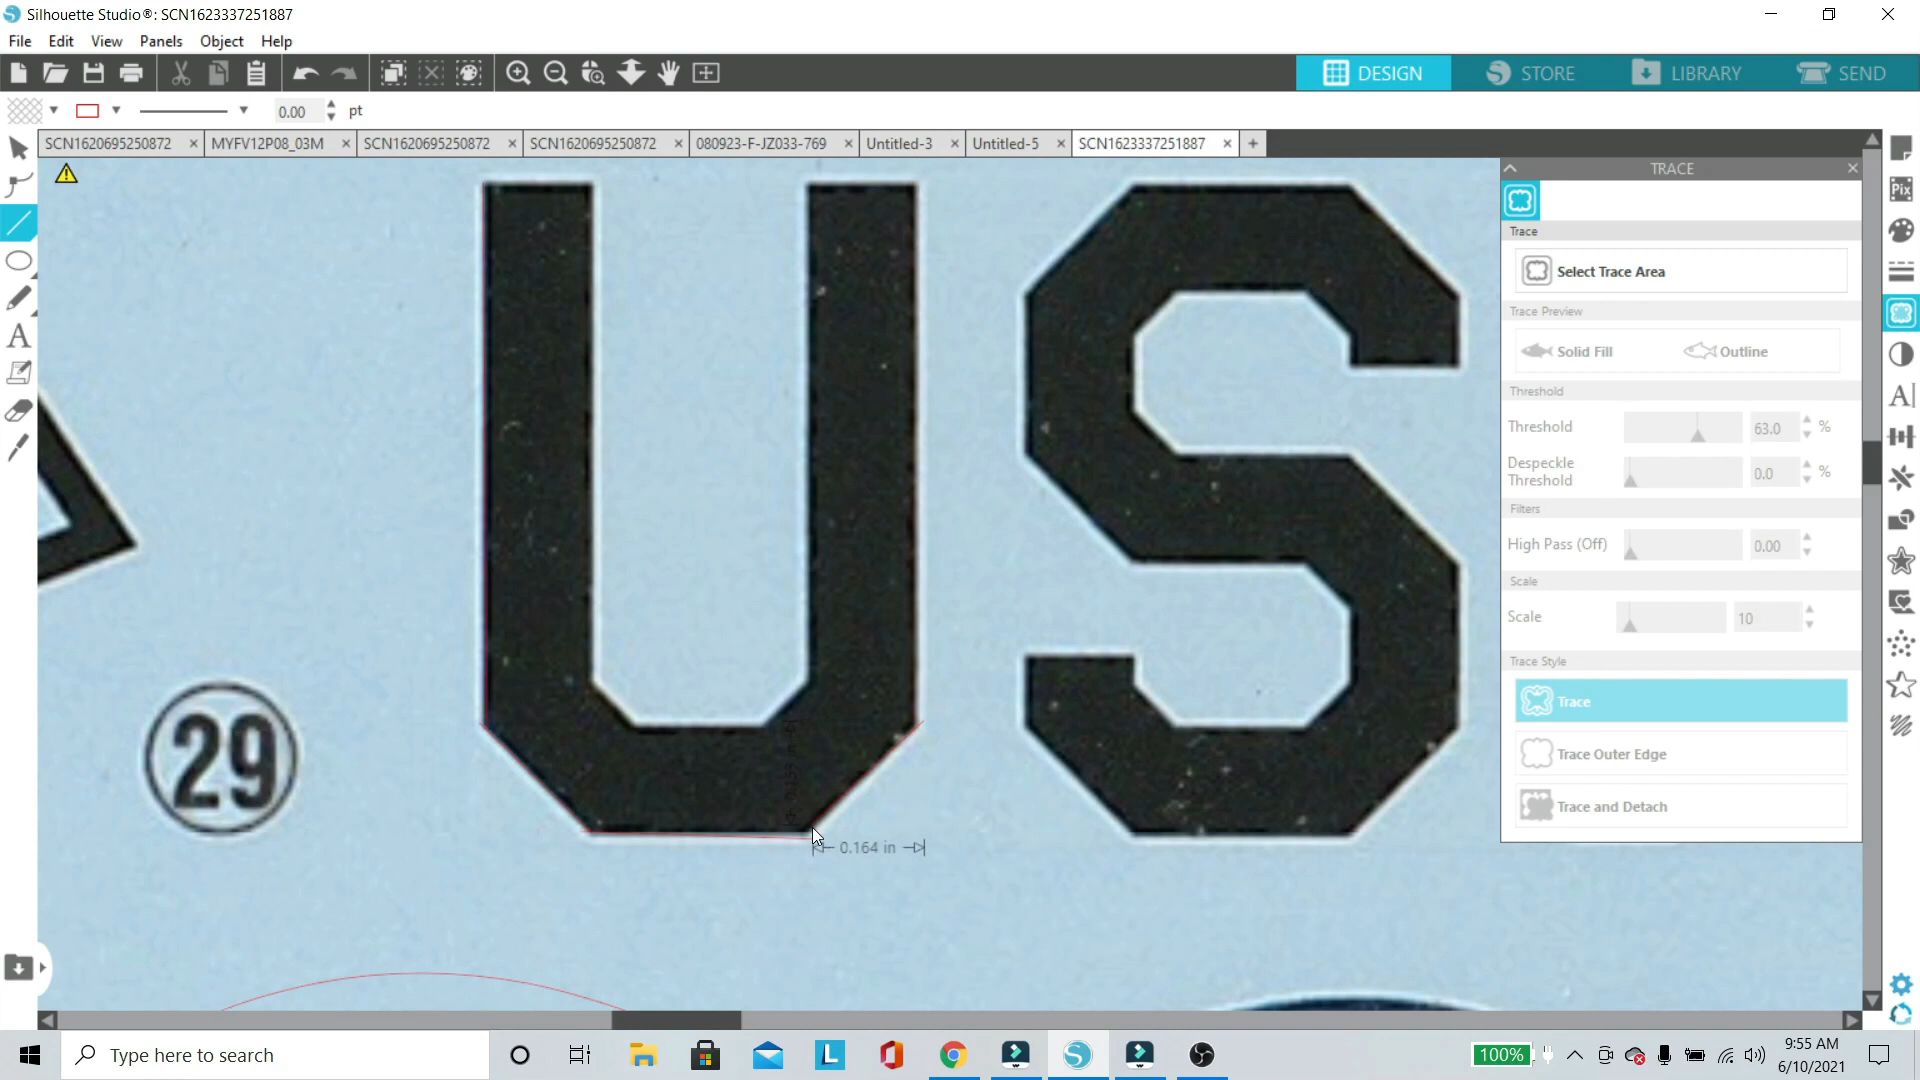 Silhouette Studio®: SCN1623337251887
File Edit View Panels Object Help
DESIGN STORE LIBRARY SEND
0.00 pt
SCN1620695250872 MYFV12P08_03M SCN1620695250872 SCN1620695250872 080923-F-JZ033-769 Untitled-3 Untitled-5 SCN1623337251887
US
29
0.164 in
TRACE
Trace
Select Trace Area
Trace Preview
Solid Fill Outline
Threshold
Threshold 63.0 %
Despeckle
Threshold 0.0 %
Filters
High Pass (Off) 0.00
Scale
Scale 10
Trace Style
Trace
Trace Outer Edge
Trace and Detach
Pix
Type here to search
100%
9:55 AM
6/10/2021